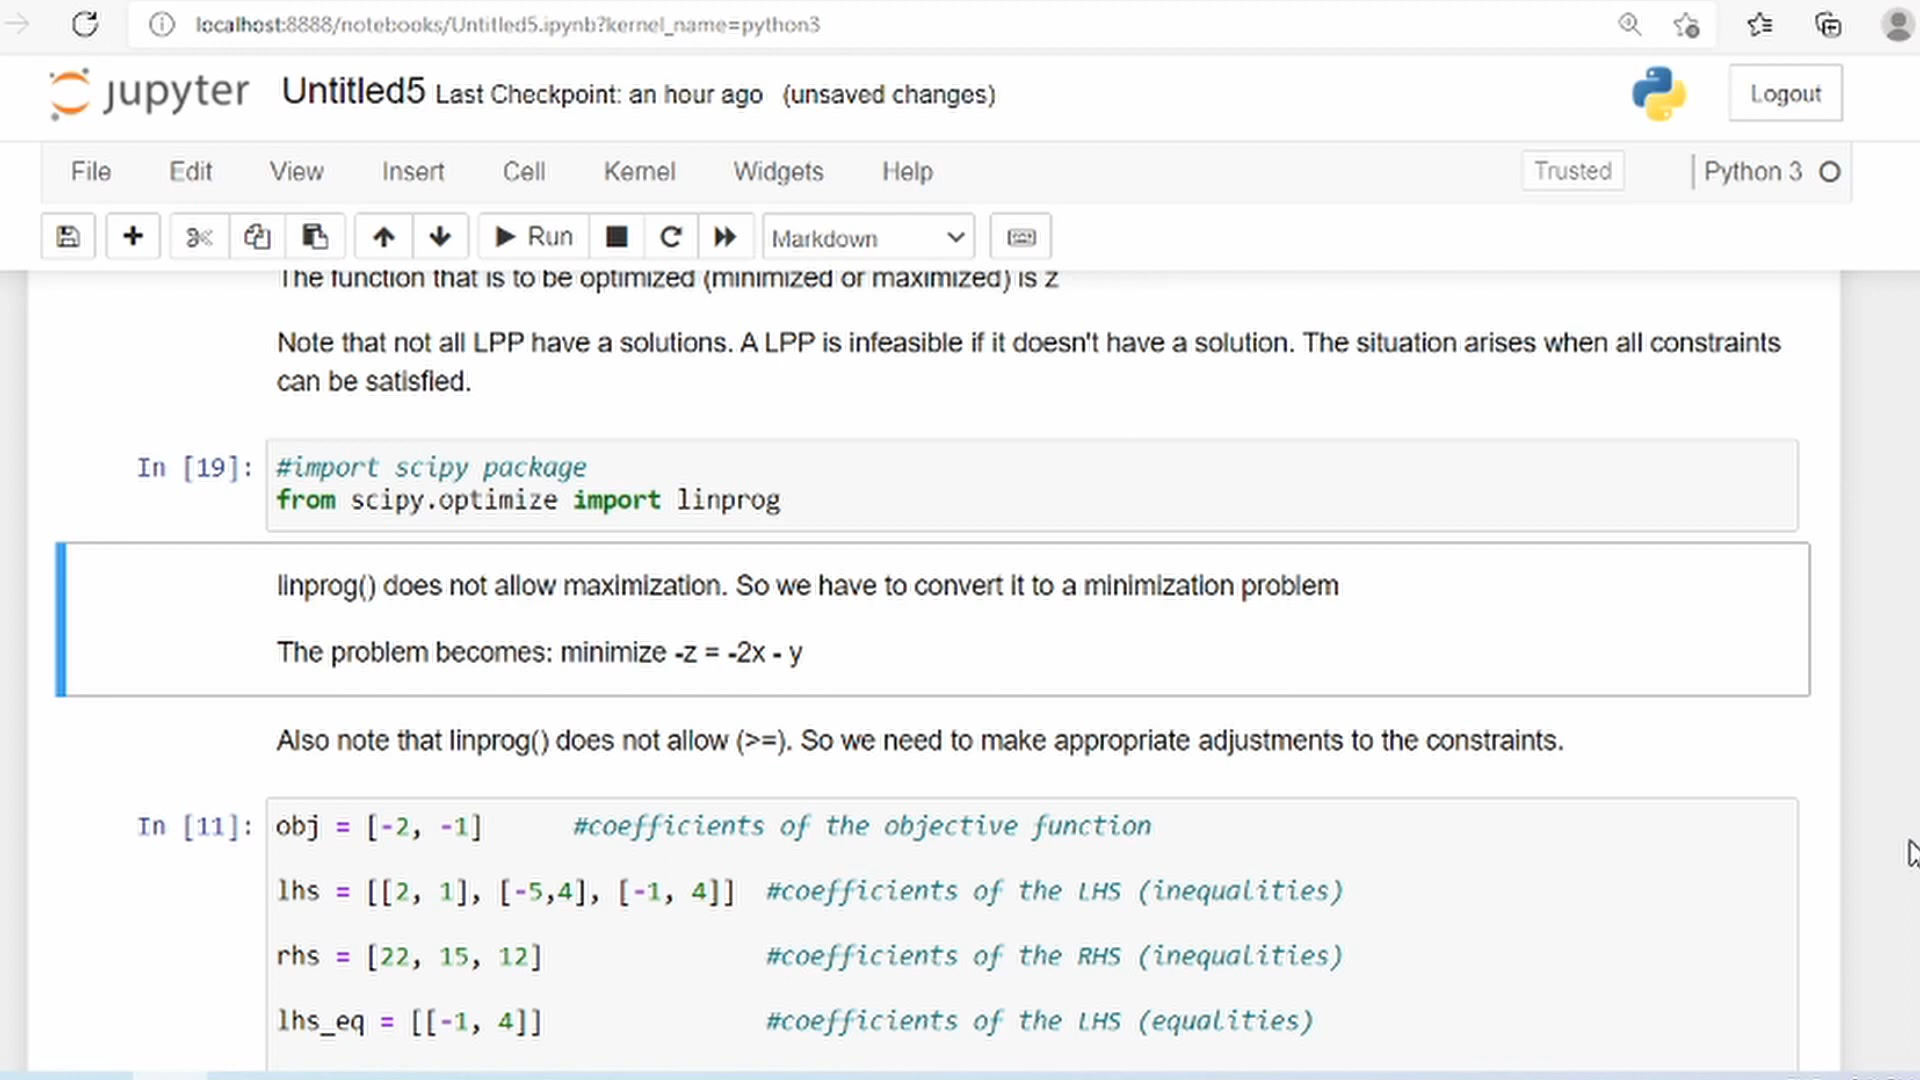 localhost:8888/notebooks/Untitled5.ipynb?kernel_name=python3
jupyter Untitled5 Last Checkpoint: an hour ago (unsaved changes) Logout
File Edit View Insert Cell Kernel Widgets Help Trusted Python 3
Run Markdown
The function that is to be optimized (minimized or maximized) is z
Note that not all LPP have a solutions. A LPP is infeasible if it doesn't have a solution. The situation arises when all constraints
can be satisfied.
In [19]: #import scipy package
from scipy.optimize import linprog
linprog() does not allow maximization. So we have to convert it to a minimization problem
The problem becomes: minimize -z = -2x - y
Also note that linprog() does not allow (>=). So we need to make appropriate adjustments to the constraints.
In [11]: obj = [-2, -1] #coefficients of the objective function
lhs = [[2, 1], [-5,4], [-1, 4]] #coefficients of the LHS (inequalities)
rhs = [22, 15, 12] #coefficients of the RHS (inequalities)
lhs_eq = [[-1, 4]] #coefficients of the LHS (equalities)